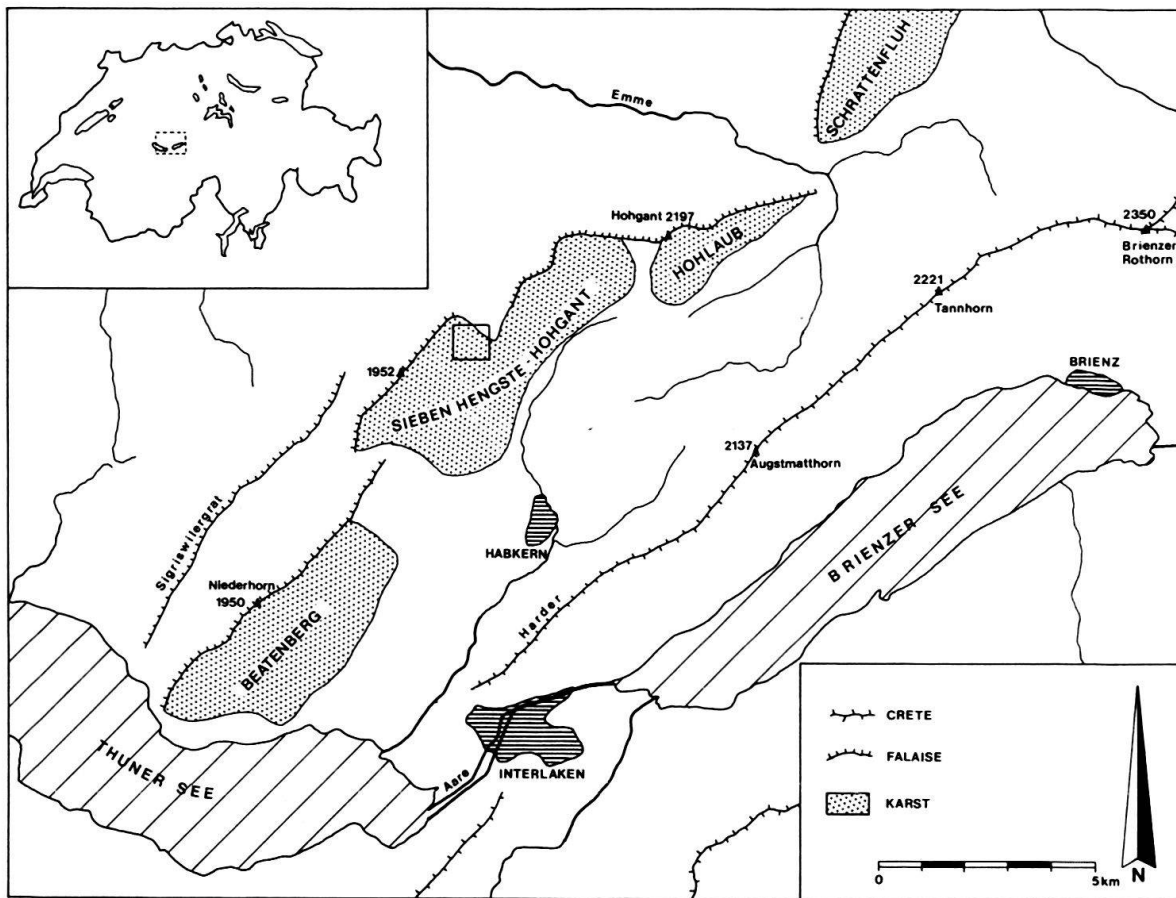 SCHRATTENFLUH
Emme
Hohgant 2197
HOHLAUB
2350
Brienzer
Rothorn
2221
Tannhorn
1952
SIEBEN HENGSTE - HOHGANT
BRIENZ
2137
Augstmatthorn
Sigriswilergrat
HABKERN
BRIENZER SEE
Niederhorn
1950
BEATENBERG
Harder
THUNER SEE
Aare
INTERLAKEN
CRETE
FALAISE
KARST
0
5km
N